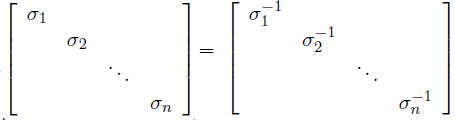 σ₁ = σ₁⁻¹
σ₂ σ₂⁻¹
⋱ ⋱
σₙ σₙ⁻¹